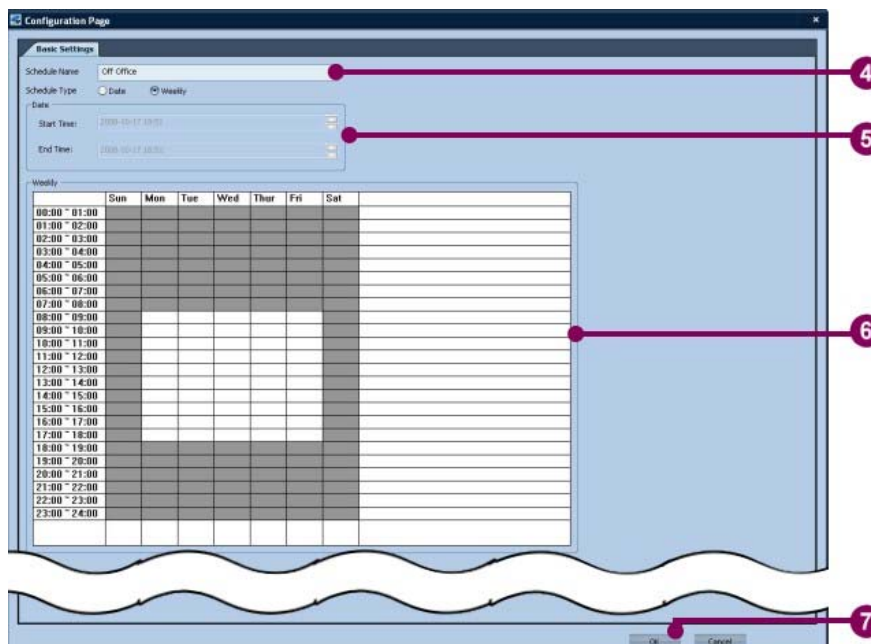 Configuration Page
×
Basic Settings
Schedule Name Off Office
4
Schedule Type Date Weekly
Date
Start Time:
5
End Time:
Weekly
Sun Mon Tue Wed Thur Fri Sat
00:00 ~ 01:00
01:00 ~ 02:00
02:00 ~ 03:00
03:00 ~ 04:00
04:00 ~ 05:00
05:00 ~ 06:00
06:00 ~ 07:00
07:00 ~ 08:00
08:00 ~ 09:00
09:00 ~ 10:00
6
10:00 ~ 11:00
11:00 ~ 12:00
12:00 ~ 13:00
13:00 ~ 14:00
14:00 ~ 15:00
15:00 ~ 16:00
16:00 ~ 17:00
17:00 ~ 18:00
18:00 ~ 19:00
19:00 ~ 20:00
20:00 ~ 21:00
21:00 ~ 22:00
22:00 ~ 23:00
23:00 ~ 24:00
7
OK Cancel